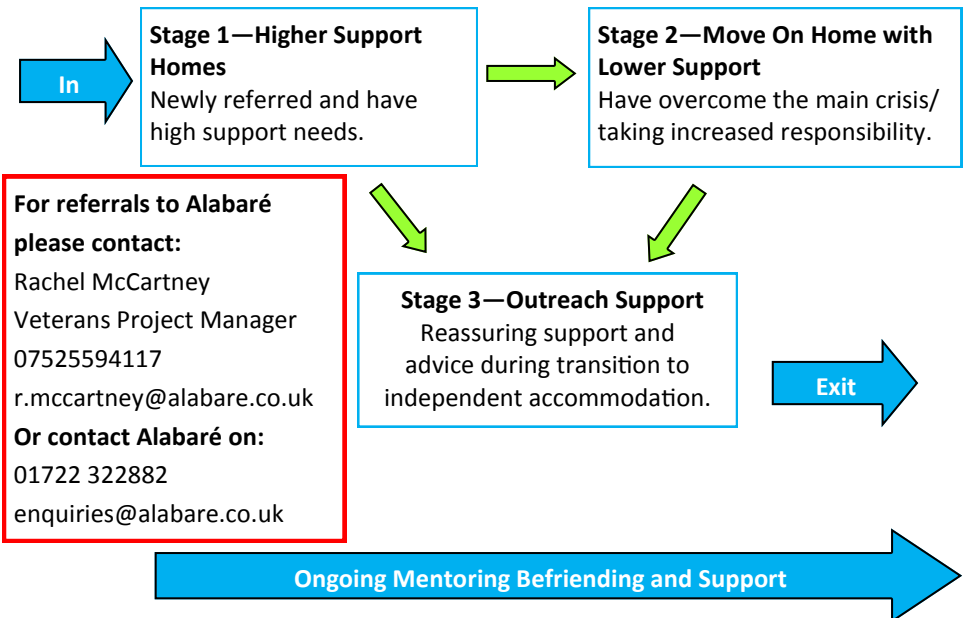 In
Stage 1—Higher Support
Homes
Newly referred and have
high support needs.
Stage 2—Move On Home with
Lower Support
Have overcome the main crisis/
taking increased responsibility.
For referrals to Alabaré
please contact:
Rachel McCartney
Veterans Project Manager
07525594117
r.mccartney@alabare.co.uk
Or contact Alabaré on:
01722 322882
enquiries@alabare.co.uk
Stage 3—Outreach Support
Reassuring support and
advice during transition to
independent accommodation.
Exit
Ongoing Mentoring Befriending and Support